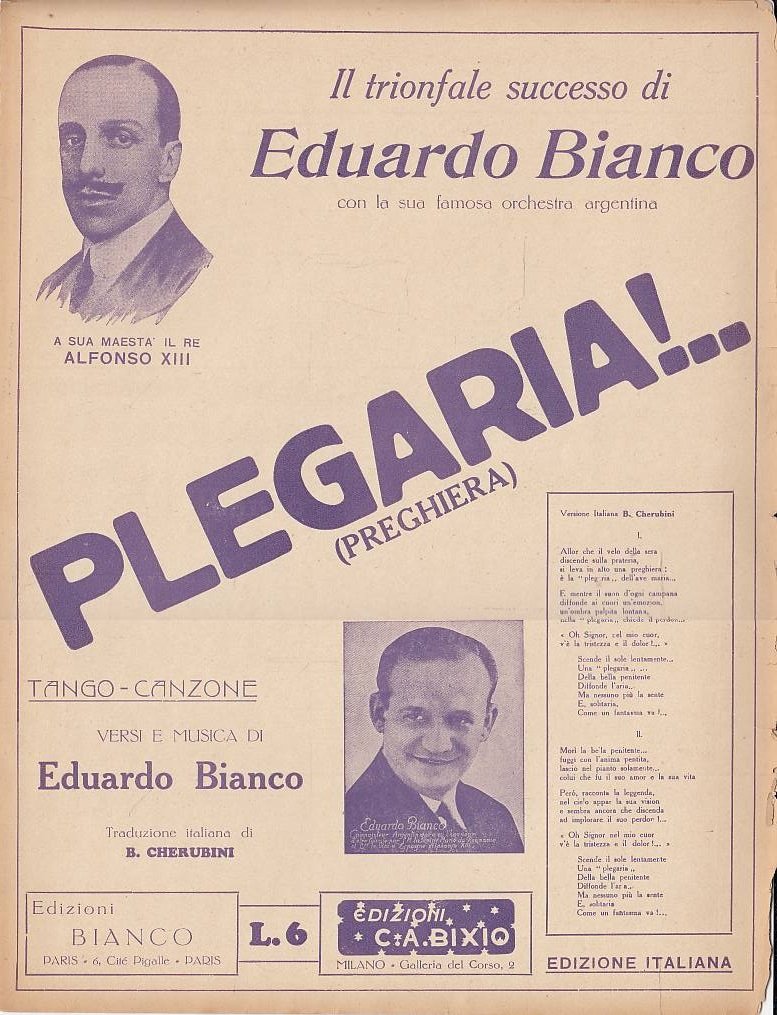 Il trionfale successo di
Eduardo Bianco
con la sua famosa orchestra argentina
A SUA MAESTA' IL RE
ALFONSO XIII
PLEGARIA!...
(PREGHIERA)
TANGO-CANZONE
VERSI E MUSICA DI
Eduardo Bianco
Traduzione italiana di
B. CHERUBINI
Eduardo Bianco
Versione Italiana B. Cherubini
I.
Allor che il velo della sera
discende sulla prateria,
si leva in alto una preghiera:
è la "pleg ria,, dell'ave maria...
E mentre il suon d'ogni campana
diffonde ai cuori un'emozion,
un'ombra palpita lontana,
nella "plegaria,, chiede il perdon...
« Oh Signor, nel mio cuor,
v'è la tristezza e il dolor!... »
Scende il sole lentamente...
Una "plegaria,, ...
Della bella penitente
Diffonde l'aria..
Ma nessuno più la sente
E, solitaria,
Come un fantasma va!...
II.
Morì la be'la penitente...
fuggì con l'anima pentita,
lasciò nel pianto solamente...
colui che fu il suo amor e la sua vita
Però, racconta la leggenda,
nel cielo appar la sua vision
e sembra ancora che discenda
ad implorare il suo perdon!...
« Oh Signor nel mio cuor
v'è la tristezza e il dolor!... »
Scende il sole lentamente
Una "plegaria,,
Della bella penitente
Diffonde l'ar a..
Ma nessuno più la sente
E, solitaria
Come un fantasma va!...
Edizioni
BIANCO
PARIS - 6, Cité Pigalle - PARIS
L. 6
EDIZIONI
C.A. BIXIO
MILANO - Galleria del Corso, 2
EDIZIONE ITALIANA